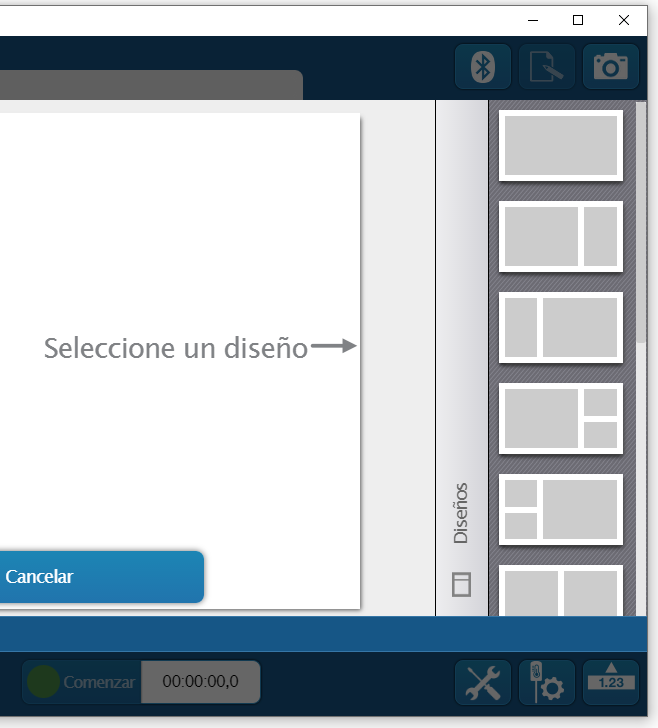 Seleccione un diseño
Diseños
Cancelar
Comenzar
00:00:00,0
1.23